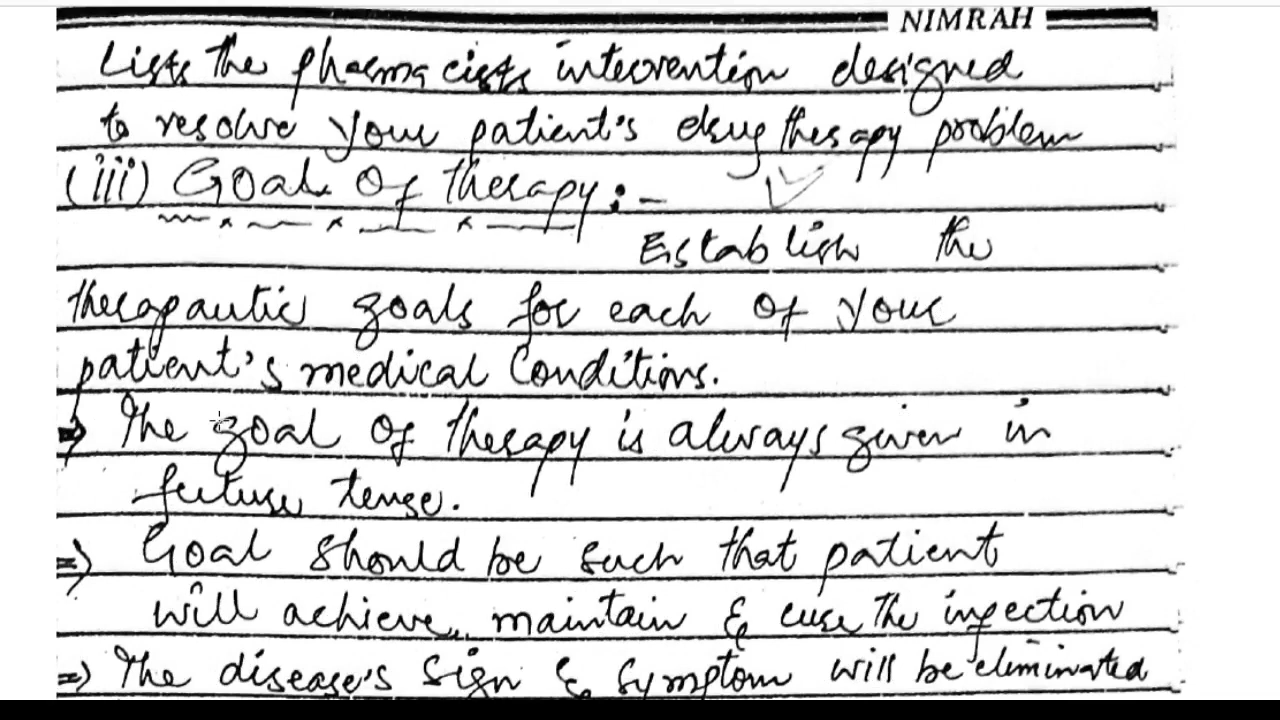 NIMRAH
Lists the pharmacists intervention designed
to resolve your patient's drug therapy problem
(iii) Goal Of therapy :-
Establish the
therapautic goals for each Of your
patient's medical Conditions.
⇒ The goal Of therapy is always given in
future tense.
⇒ Goal should be such that patient
will achieve, maintain & cure the infection
⇒ The disease's sign & symptom will be eliminated